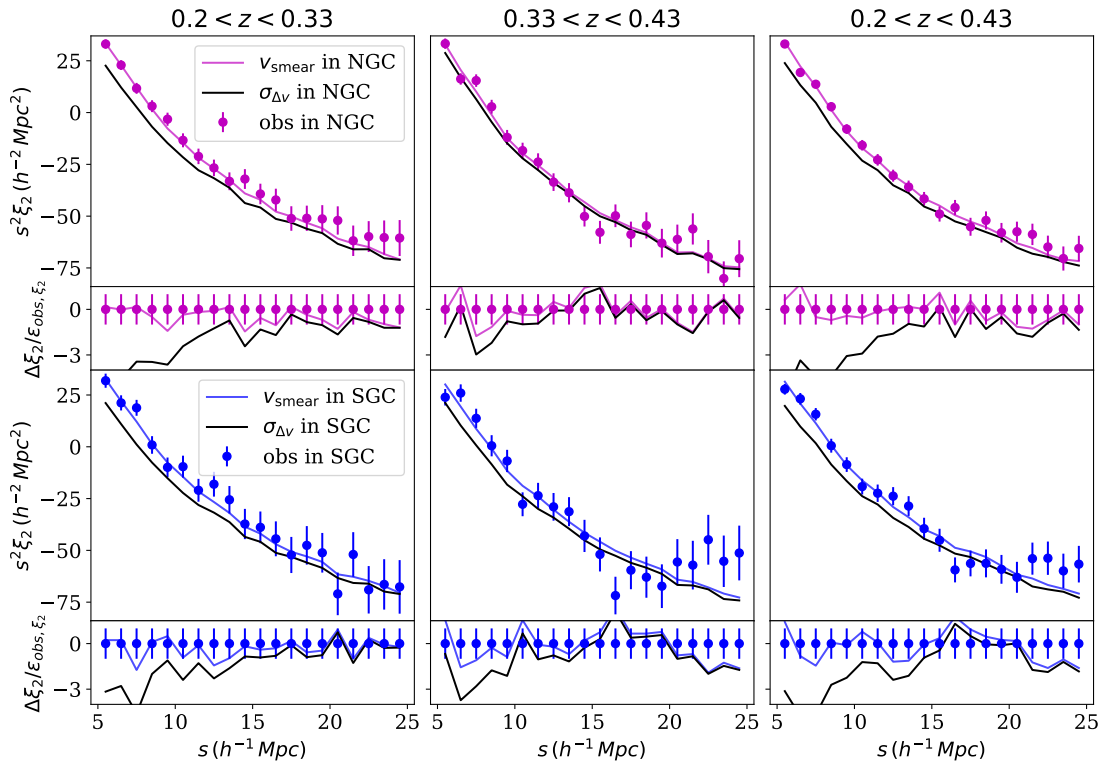 0.2 < z < 0.33
0.33 < z < 0.43
0.2 < z < 0.43
s²ξ₂ (h⁻² Mpc²)
25
0
−25
−50
−75
v_smear in NGC
σ_Δv in NGC
obs in NGC
Δξ₂/ε_obs,ξ₂
0
−3
s²ξ₂ (h⁻² Mpc²)
25
0
−25
−50
−75
v_smear in SGC
σ_Δv in SGC
obs in SGC
Δξ₂/ε_obs,ξ₂
0
−3
5 10 15 20 25
5 10 15 20 25
5 10 15 20 25
s (h⁻¹ Mpc)
s (h⁻¹ Mpc)
s (h⁻¹ Mpc)